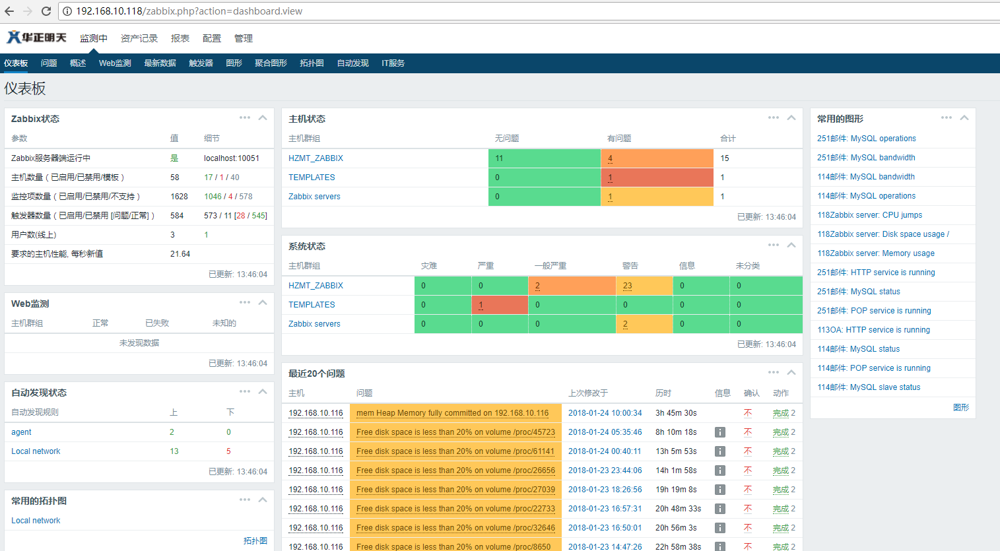 192.168.10.118/zabbix.php?action=dashboard.view
华正明天 监测中 资产记录 报表 配置 管理
仪表板 问题 概述 Web监测 最新数据 触发器 图形 聚合图形 拓扑图 自动发现 IT服务
仪表板
Zabbix状态
参数 值 细节
Zabbix服务器端运行中 是 localhost:10051
主机数量(已启用/已禁用/模板) 58 17 / 1 / 40
监控项数量(已启用/已禁用/不支持) 1628 1046 / 4 / 578
触发器数量(已启用/已禁用 [问题/正常]) 584 573 / 11 [28 / 545]
用户数(线上) 3 1
要求的主机性能, 每秒新值 21.64
已更新: 13:46:04
Web监测
主机群组 正常 已失败 未知的
未发现数据
已更新: 13:46:04
自动发现状态
自动发现规则 上 下
agent 2 0
Local network 13 5
已更新: 13:46:04
常用的拓扑图
Local network
拓扑图
主机状态
主机群组 无问题 有问题 合计
HZMT_ZABBIX 11 4 15
TEMPLATES 0 1 1
Zabbix servers 0 1 1
已更新: 13:46:04
系统状态
主机群组 灾难 严重 一般严重 警告 信息 未分类
HZMT_ZABBIX 0 0 2 23 0 0
TEMPLATES 0 1 0 0 0 0
Zabbix servers 0 0 0 2 0 0
已更新: 13:46:04
最近20个问题
主机 问题 上次修改于 历时 信息 确认 动作
192.168.10.116 mem Heap Memory fully committed on 192.168.10.116 2018-01-24 10:00:34 3h 45m 30s 不 完成 2
192.168.10.116 Free disk space is less than 20% on volume /proc/45723 2018-01-24 05:35:46 8h 10m 18s i 不 完成 2
192.168.10.116 Free disk space is less than 20% on volume /proc/61141 2018-01-24 00:40:11 13h 5m 53s i 不 完成 2
192.168.10.116 Free disk space is less than 20% on volume /proc/26656 2018-01-23 23:44:06 14h 1m 58s i 不 完成 2
192.168.10.116 Free disk space is less than 20% on volume /proc/27039 2018-01-23 18:26:56 19h 19m 8s i 不 完成 2
192.168.10.116 Free disk space is less than 20% on volume /proc/22733 2018-01-23 16:57:31 20h 48m 33s i 不 完成 2
192.168.10.116 Free disk space is less than 20% on volume /proc/32646 2018-01-23 16:50:01 20h 56m 3s i 不 完成 2
192.168.10.116 Free disk space is less than 20% on volume /proc/8650 2018-01-23 14:47:26 22h 58m 38s i 不 完成 2
常用的图形
251邮件: MySQL operations
251邮件: MySQL bandwidth
114邮件: MySQL bandwidth
114邮件: MySQL operations
118Zabbix server: CPU jumps
118Zabbix server: Disk space usage /
118Zabbix server: Memory usage
251邮件: HTTP service is running
251邮件: MySQL status
251邮件: POP service is running
113OA: HTTP service is running
114邮件: MySQL status
114邮件: POP service is running
114邮件: MySQL slave status
图形